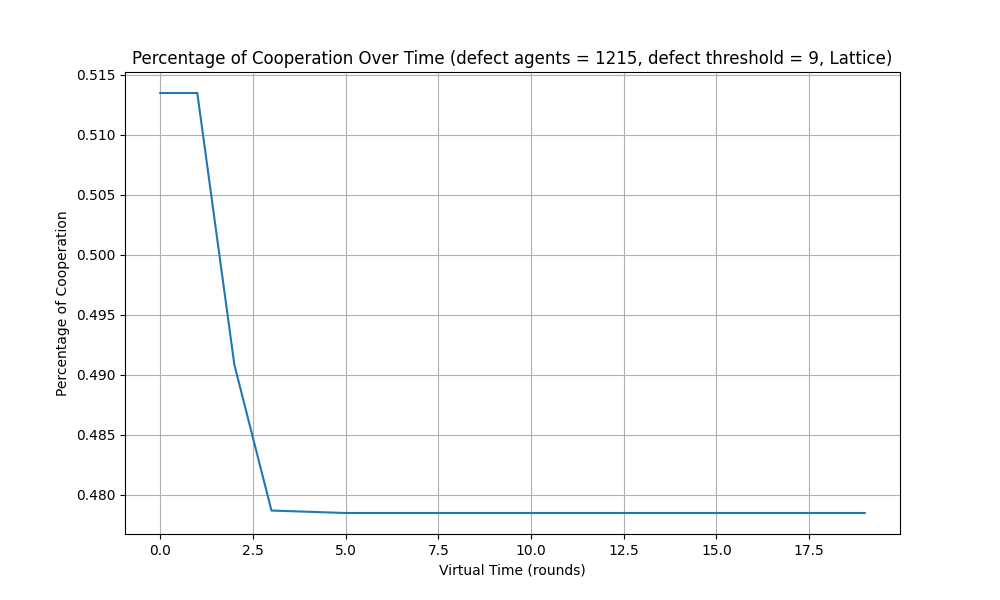 Percentage of Cooperation Over Time (defect agents = 1215, defect threshold = 9, Lattice)
0.515
0.510
0.505
0.500
0.495
0.490
0.485
0.480
Percentage of Cooperation
0.0 2.5 5.0 7.5 10.0 12.5 15.0 17.5
Virtual Time (rounds)